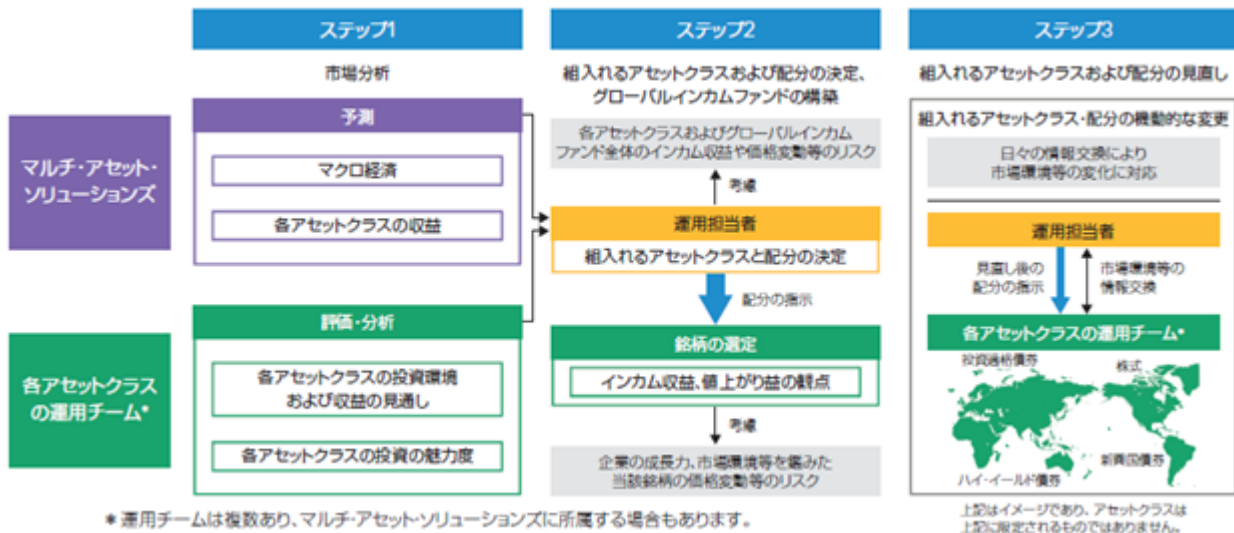 ステップ1
ステップ2
ステップ3
市場分析
組入れるアセットクラスおよび配分の決定、
グローバルインカムファンドの構築
組入れるアセットクラスおよび配分の見直し
マルチ・アセット・
ソリューションズ
予測
マクロ経済
各アセットクラスの収益
各アセットクラス
の運用チーム*
評価・分析
各アセットクラスの投資環境
および収益の見通し
各アセットクラスの投資の魅力度
各アセットクラスおよびグローバルインカム
ファンド全体のインカム収益や価格変動等のリスク
考慮
運用担当者
組入れるアセットクラスと配分の決定
配分の指示
銘柄の選定
インカム収益、値上がり益の観点
考慮
企業の成長力、市場環境等を鑑みた
当該銘柄の価格変動等のリスク
組入れるアセットクラス・配分の機動的な変更
日々の情報交換により
市場環境等の変化に対応
運用担当者
見直し後の
配分の指示
市場環境等の
情報交換
各アセットクラスの運用チーム*
投資適格債券
株式
新興国債券
ハイ・イールド債券
上記はイメージであり、アセットクラスは
上記に限定されるものではありません。
* 運用チームは複数あり、マルチ・アセット・ソリューションズに所属する場合もあります。